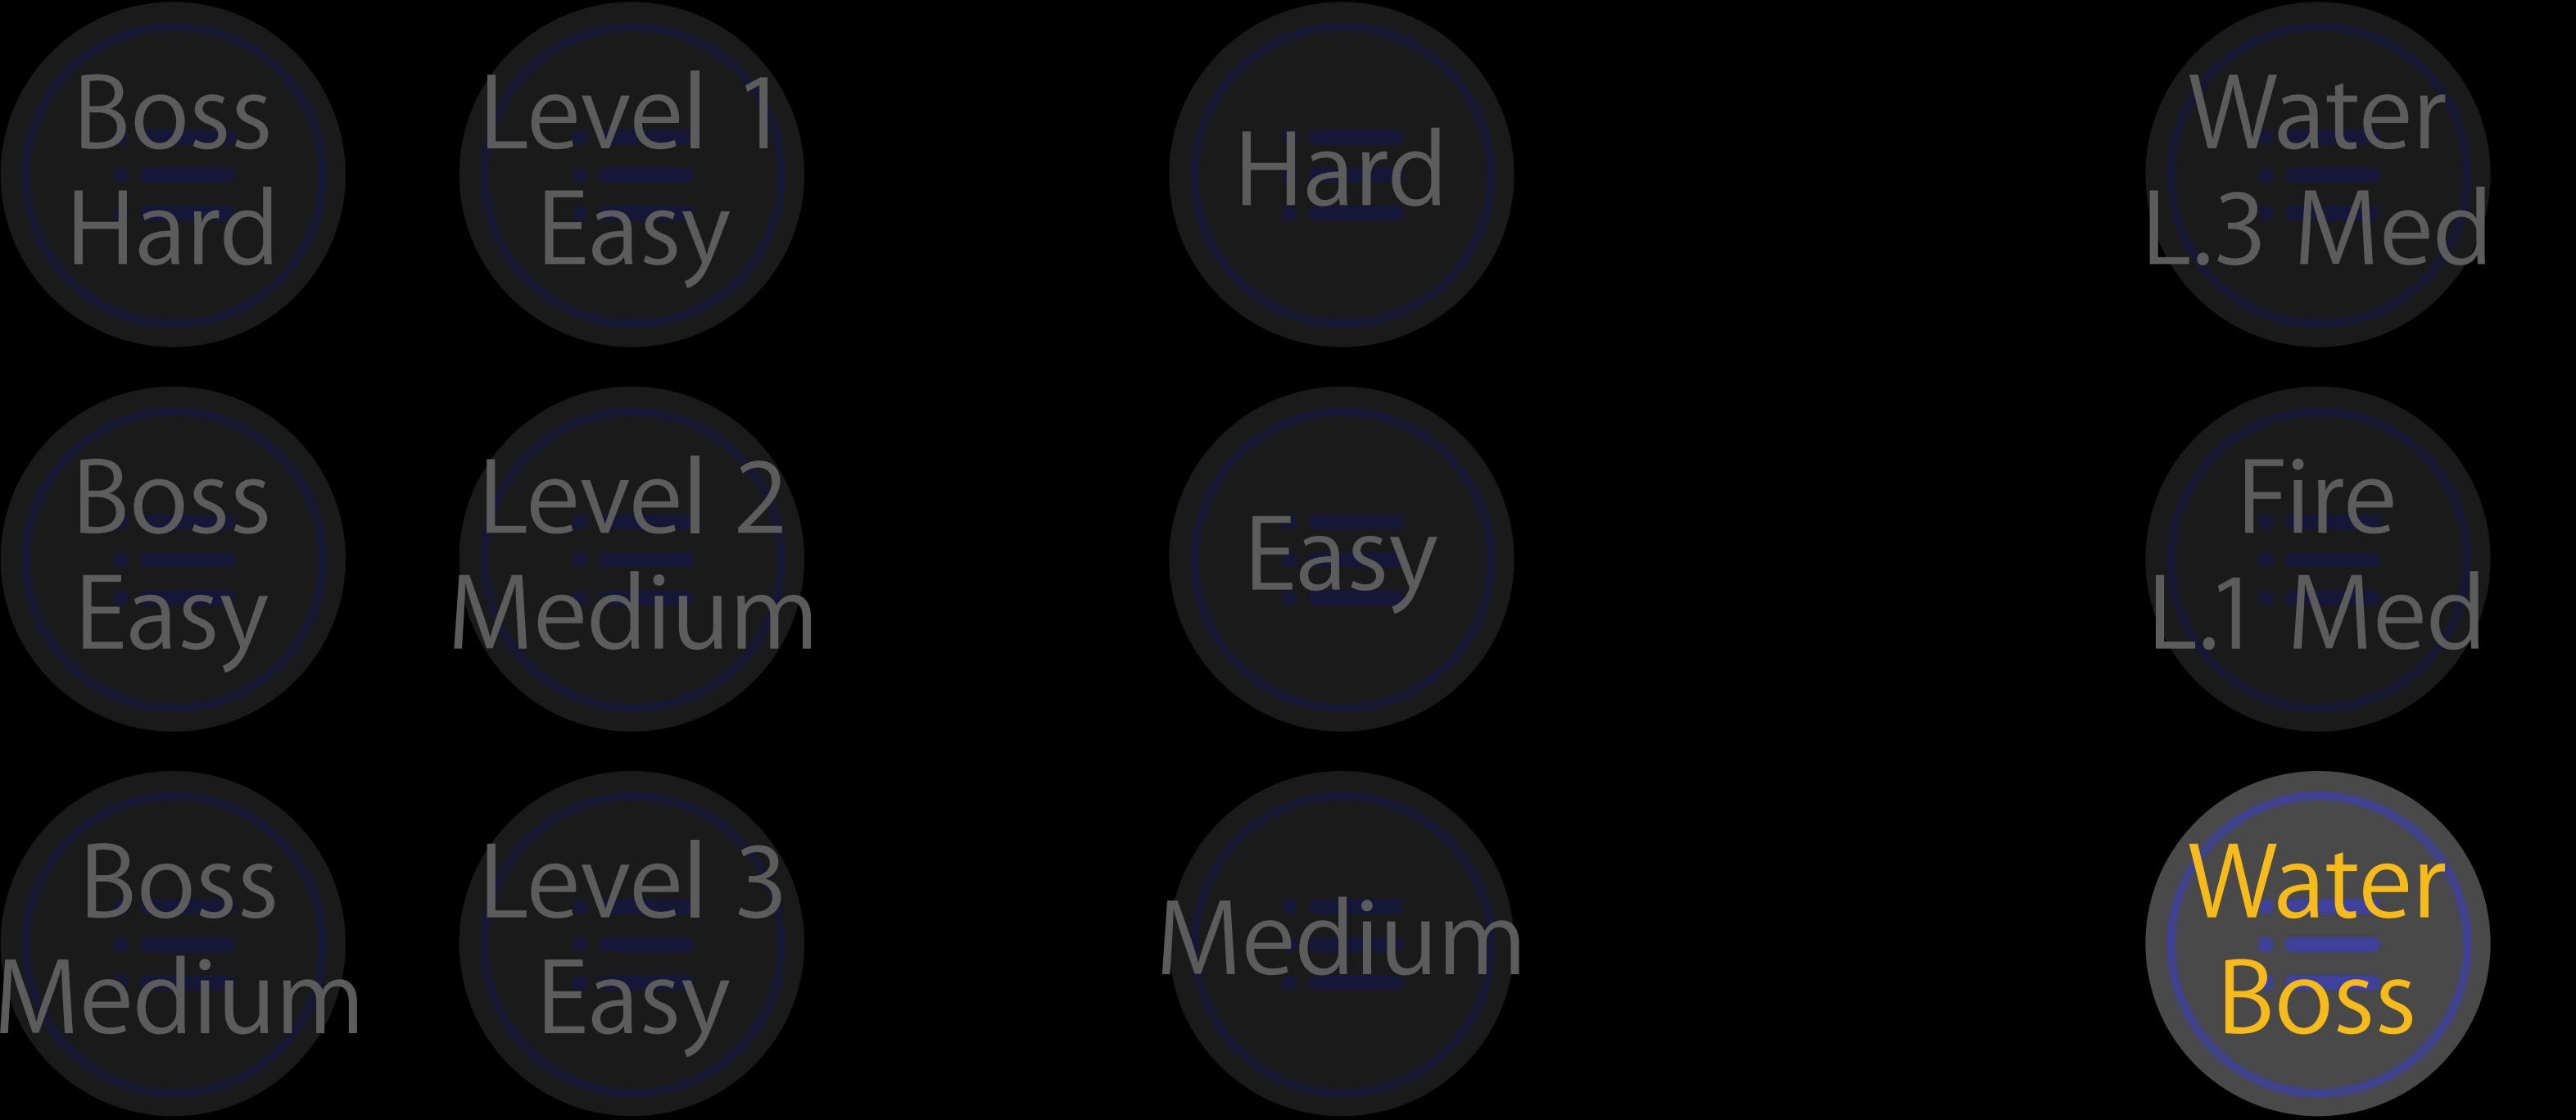 Boss
Hard
Level 1
Easy
Hard
Water
L.3 Med
Boss
Easy
Level 2
Medium
Easy
Fire
L.1 Med
Boss
Medium
Level 3
Easy
Medium
Water
Boss